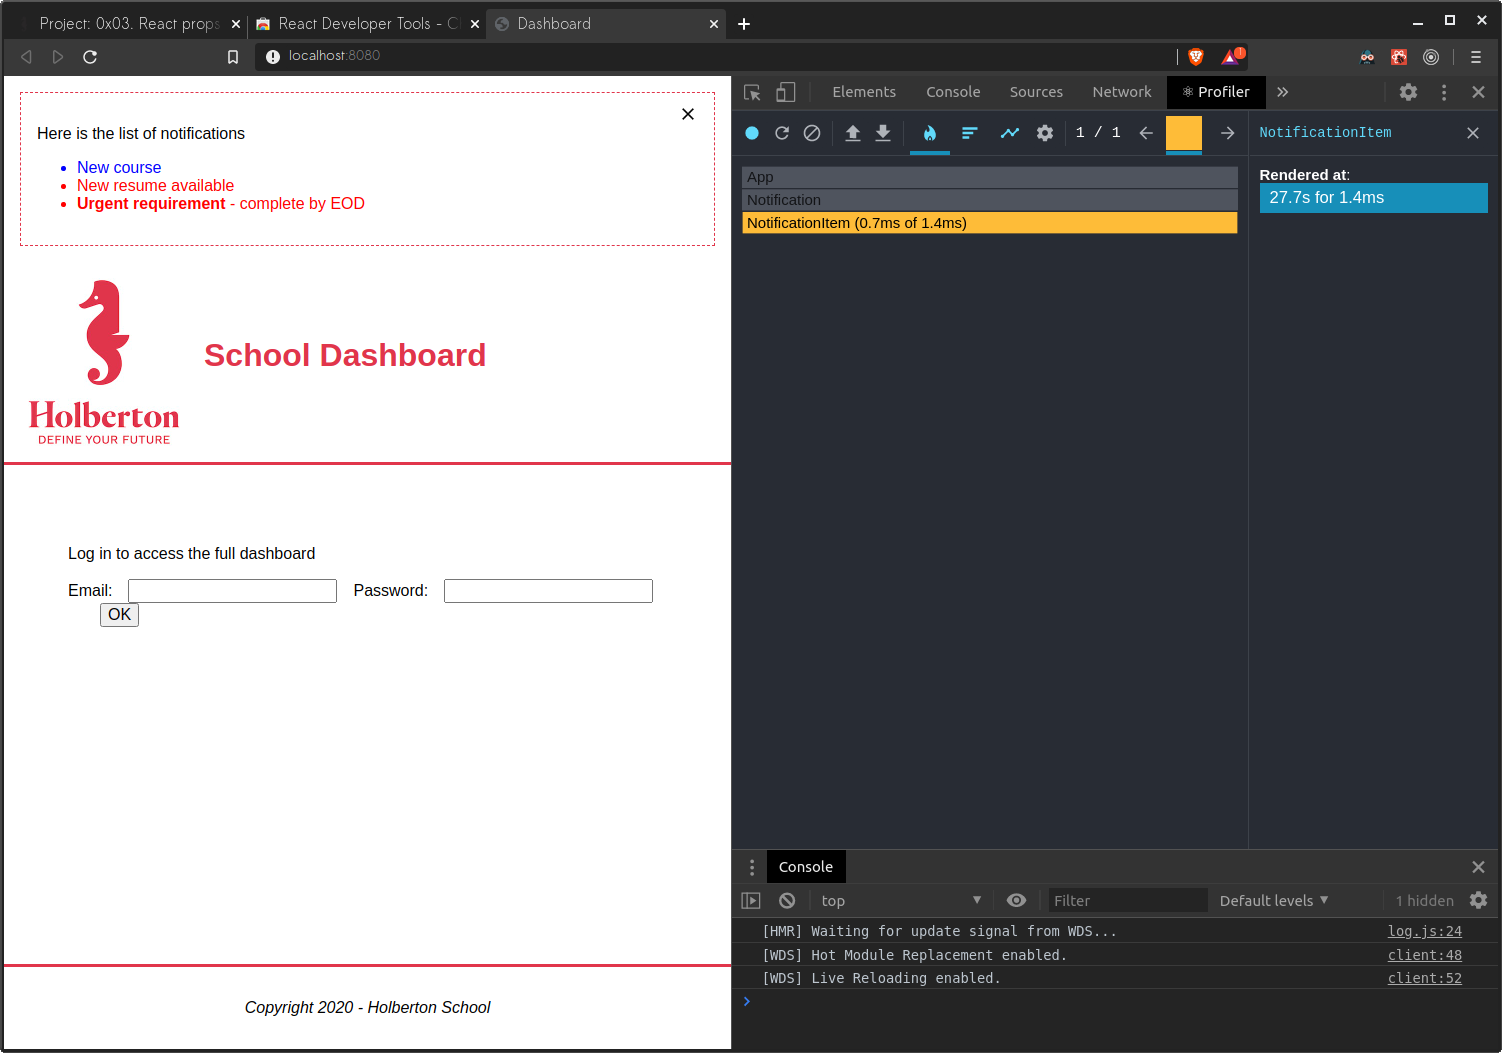 Project: 0x03. React props
React Developer Tools - C
Dashboard
localhost:8080
Here is the list of notifications
New course
New resume available
Urgent requirement - complete by EOD
Holberton
DEFINE YOUR FUTURE
School Dashboard
Log in to access the full dashboard
Email:
Password:
OK
Copyright 2020 - Holberton School
Elements
Console
Sources
Network
Profiler
1 / 1
NotificationItem
App
Notification
NotificationItem (0.7ms of 1.4ms)
Rendered at:
27.7s for 1.4ms
Console
top
Filter
Default levels
1 hidden
[HMR] Waiting for update signal from WDS... log.js:24
[WDS] Hot Module Replacement enabled. client:48
[WDS] Live Reloading enabled. client:52